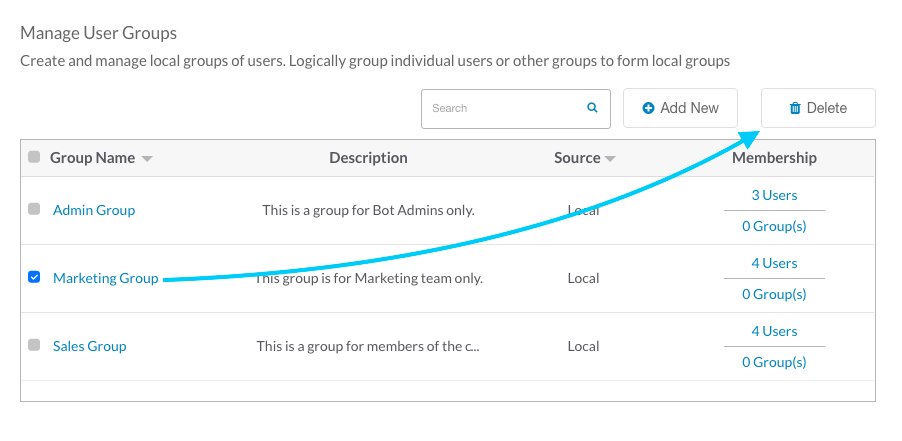 Manage User Groups
Create and manage local groups of users. Logically group individual users or other groups to form local groups
Search
Add New
Delete
Group Name
Description
Source
Membership
Admin Group
This is a group for Bot Admins only.
Local
3 Users
0 Group(s)
Marketing Group
This group is for Marketing team only.
Local
4 Users
0 Group(s)
Sales Group
This is a group for members of the c...
Local
4 Users
0 Group(s)